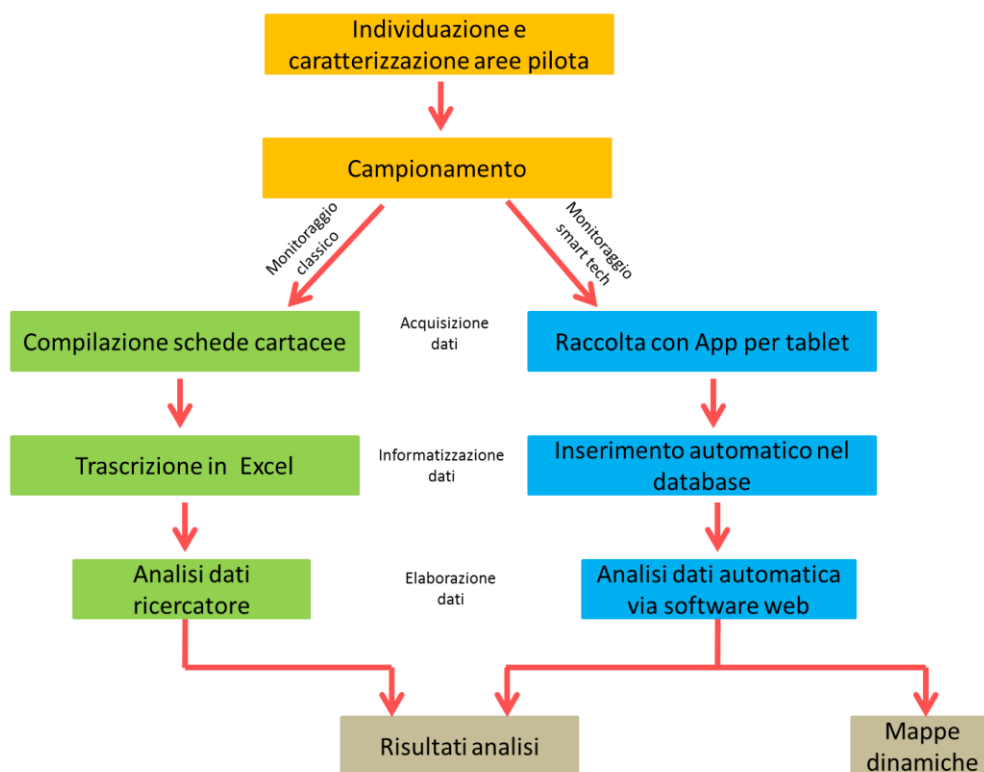 Individuazione e
caratterizzazione aree pilota
Campionamento
Monitoraggio
classico
Monitoraggio
smart tech
Compilazione schede cartacee
Acquisizione
dati
Raccolta con App per tablet
Trascrizione in Excel
Informatizzazione
dati
Inserimento automatico nel
database
Analisi dati
ricercatore
Elaborazione
dati
Analisi dati automatica
via software web
Risultati analisi
Mappe
dinamiche